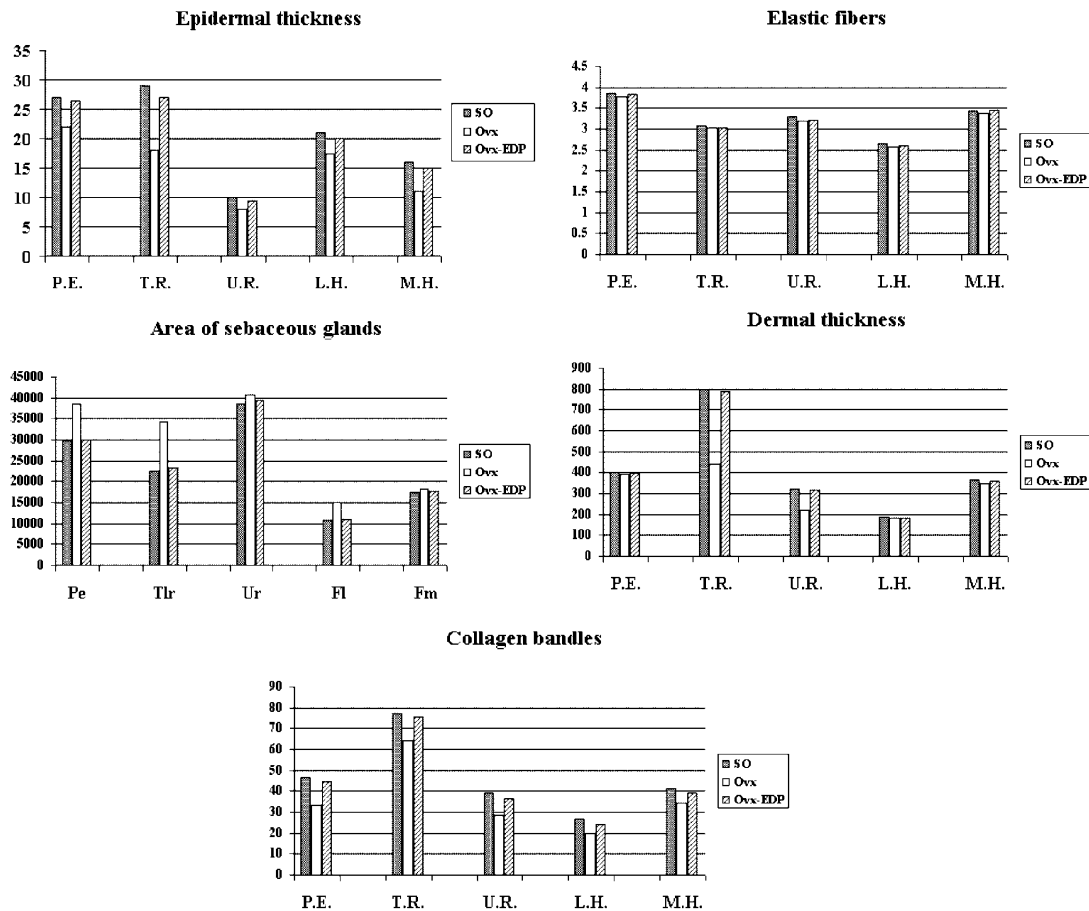 Epidermal thickness
35
30
25
20
15
10
5
0
P.E. T.R. U.R. L.H. M.H.
SO
Ovx
Ovx-EDP
Elastic fibers
4.5
4
3.5
3
2.5
2
1.5
1
0.5
0
P.E. T.R. U.R. L.H. M.H.
SO
Ovx
Ovx-EDP
Area of sebaceous glands
45000
40000
35000
30000
25000
20000
15000
10000
5000
0
Pe Tlr Ur Fl Fm
SO
Ovx
Ovx-EDP
Dermal thickness
900
800
700
600
500
400
300
200
100
0
P.E. T.R. U.R. L.H. M.H.
SO
Ovx
Ovx-EDP
Collagen bandles
90
80
70
60
50
40
30
20
10
0
P.E. T.R. U.R. L.H. M.H.
SO
Ovx
Ovx-EDP